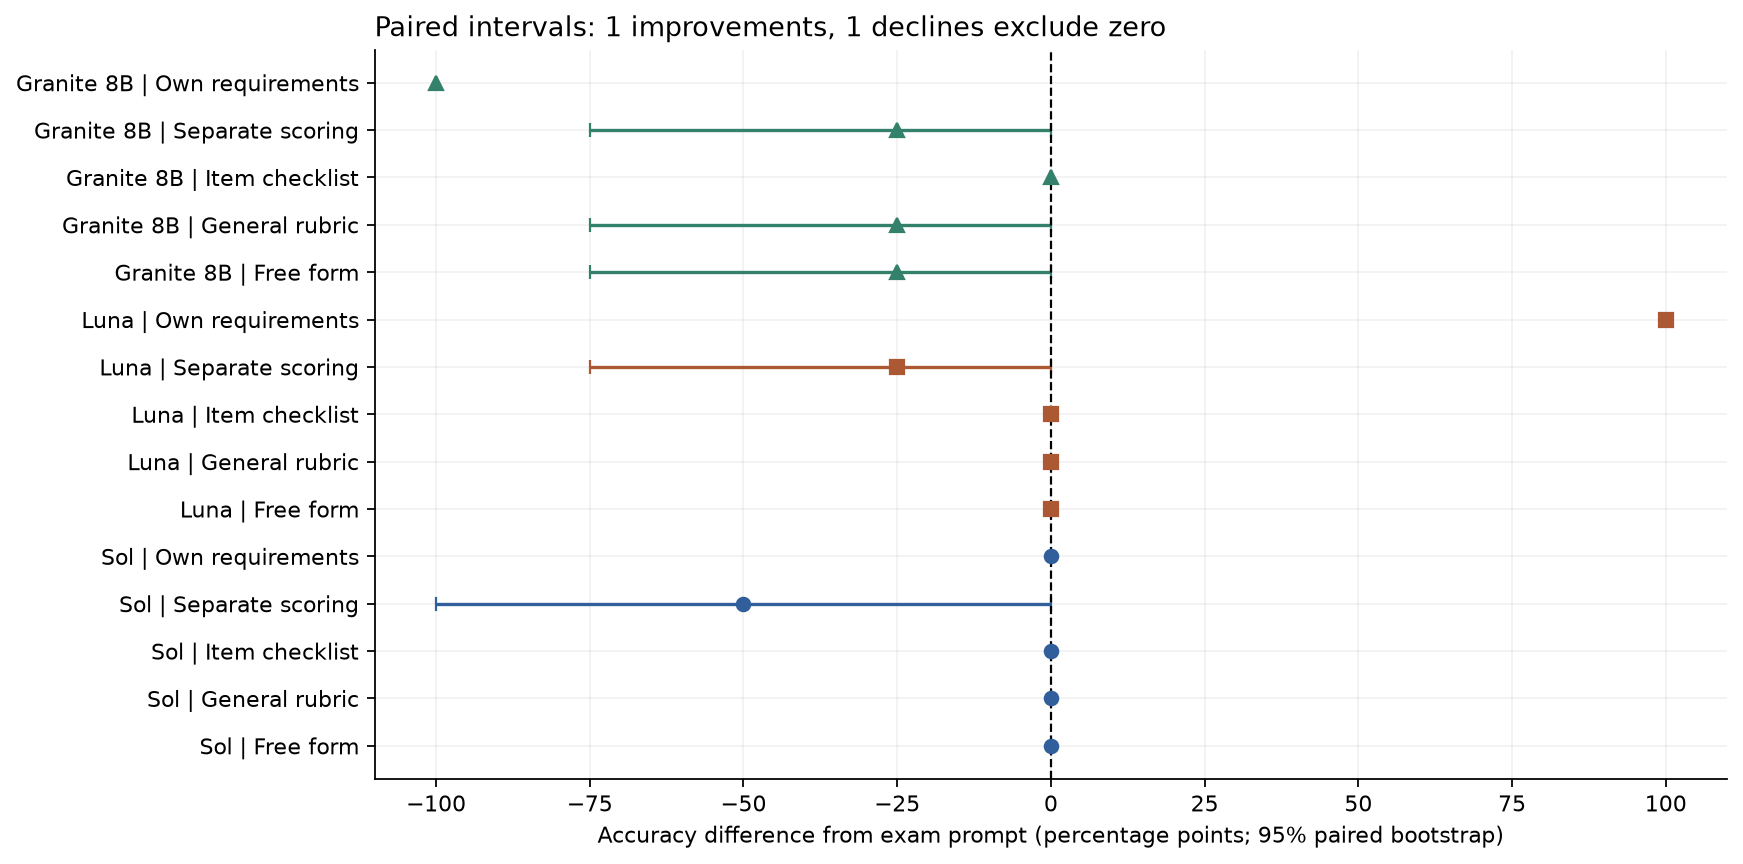 Paired intervals: 1 improvements, 1 declines exclude zero
Granite 8B | Own requirements
Granite 8B | Separate scoring
Granite 8B | Item checklist
Granite 8B | General rubric
Granite 8B | Free form
Luna | Own requirements
Luna | Separate scoring
Luna | Item checklist
Luna | General rubric
Luna | Free form
Sol | Own requirements
Sol | Separate scoring
Sol | Item checklist
Sol | General rubric
Sol | Free form
−100 −75 −50 −25 0 25 50 75 100
Accuracy difference from exam prompt (percentage points; 95% paired bootstrap)